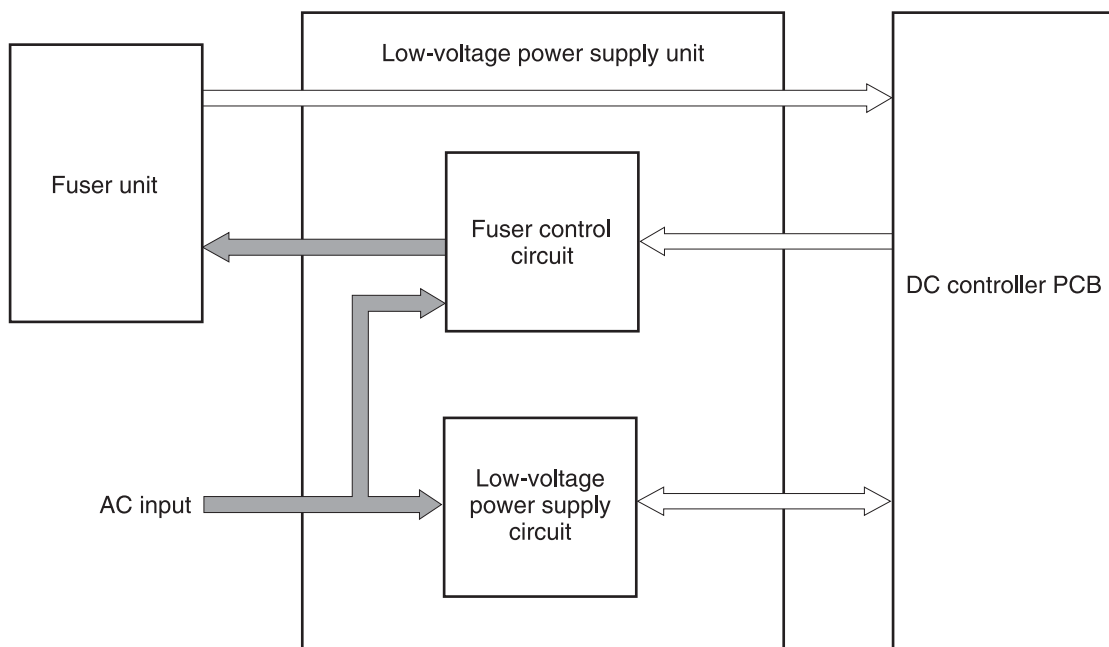 Low-voltage power supply unit
Fuser unit
Fuser control
circuit
DC controller PCB
AC input
Low-voltage
power supply
circuit